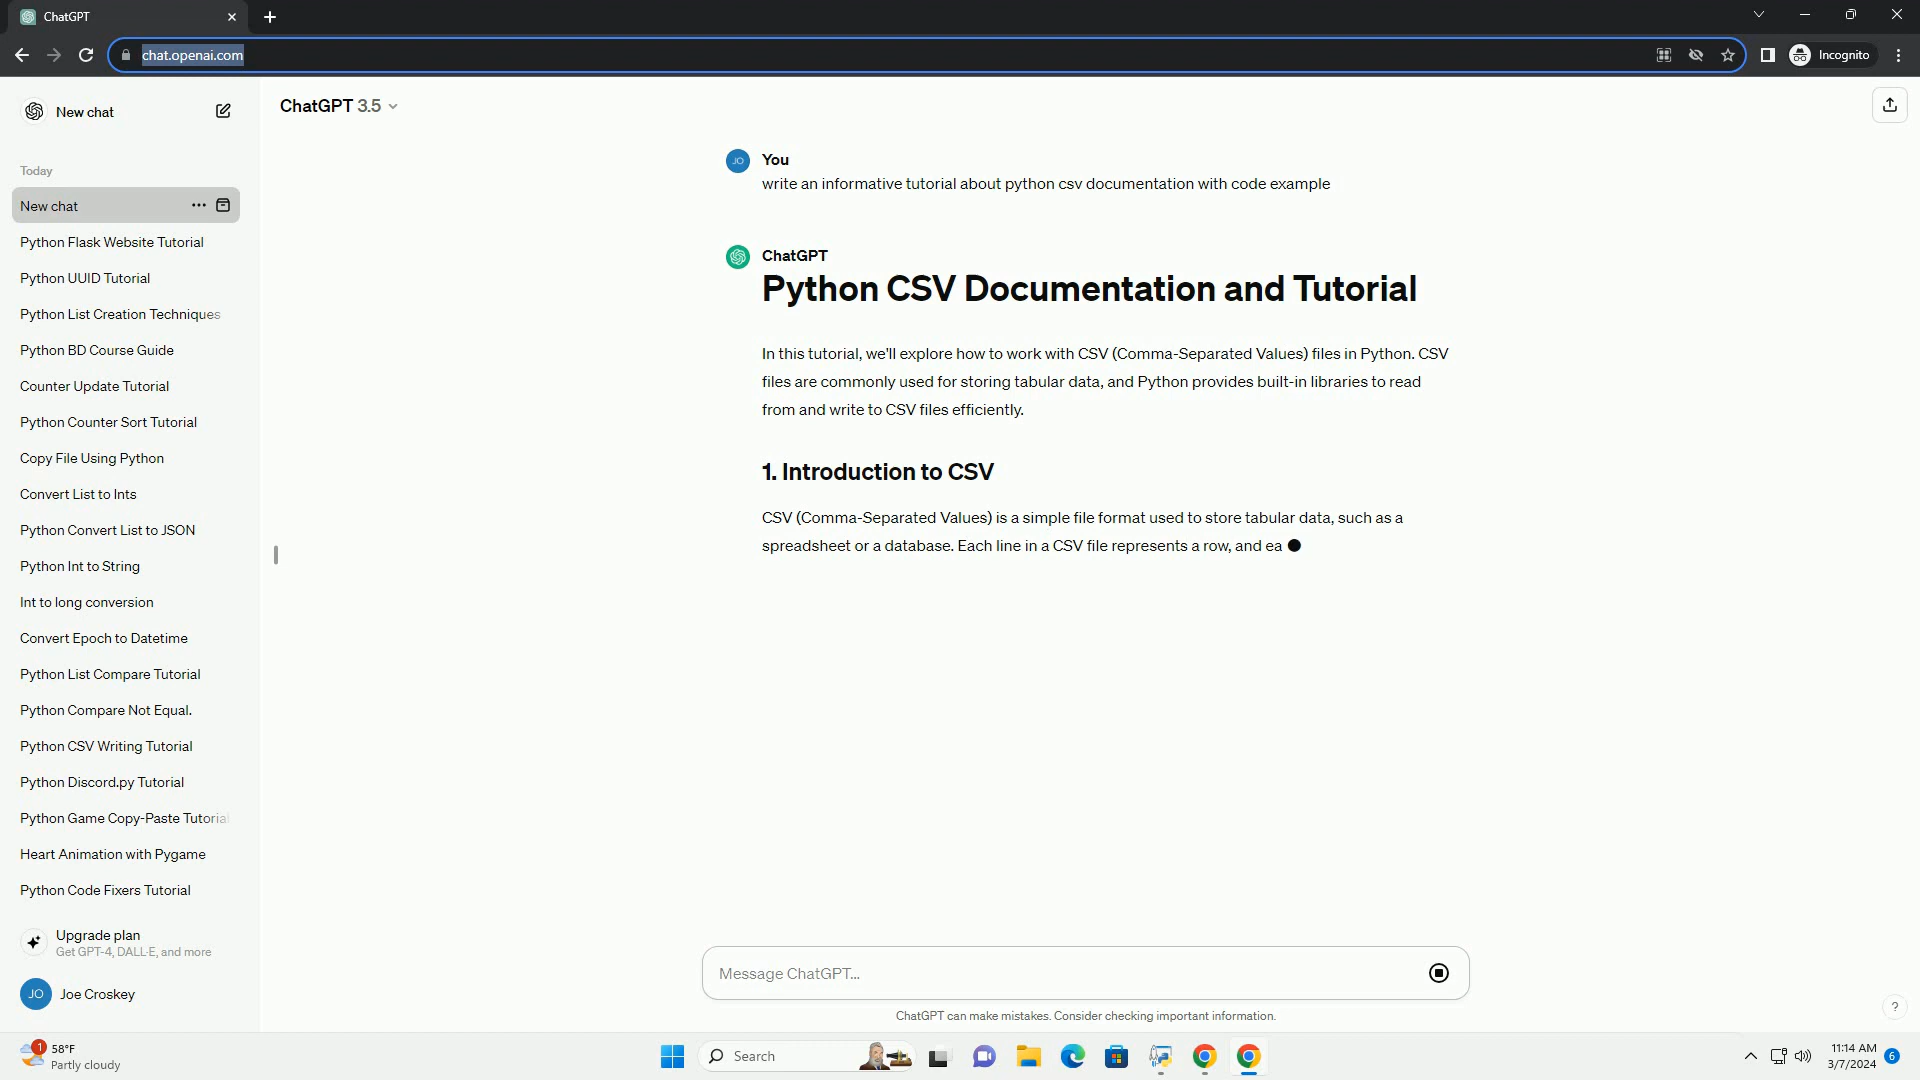 ChatGPT
chat.openai.com
Incognito
New chat
Today
New chat
Python Flask Website Tutorial
Python UUID Tutorial
Python List Creation Techniques
Python BD Course Guide
Counter Update Tutorial
Python Counter Sort Tutorial
Copy File Using Python
Convert List to Ints
Python Convert List to JSON
Python Int to String
Int to long conversion
Convert Epoch to Datetime
Python List Compare Tutorial
Python Compare Not Equal.
Python CSV Writing Tutorial
Python Discord.py Tutorial
Python Game Copy-Paste Tutorial
Heart Animation with Pygame
Python Code Fixers Tutorial
Upgrade plan
Get GPT-4, DALL·E, and more
JO Joe Croskey
ChatGPT 3.5
JO You
write an informative tutorial about python csv documentation with code example
ChatGPT
Python CSV Documentation and Tutorial
In this tutorial, we'll explore how to work with CSV (Comma-Separated Values) files in Python. CSV
files are commonly used for storing tabular data, and Python provides built-in libraries to read
from and write to CSV files efficiently.
1. Introduction to CSV
CSV (Comma-Separated Values) is a simple file format used to store tabular data, such as a
spreadsheet or a database. Each line in a CSV file represents a row, and ea
Message ChatGPT...
ChatGPT can make mistakes. Consider checking important information.
?
1
58°F
Partly cloudy
Search
11:14 AM
3/7/2024
6